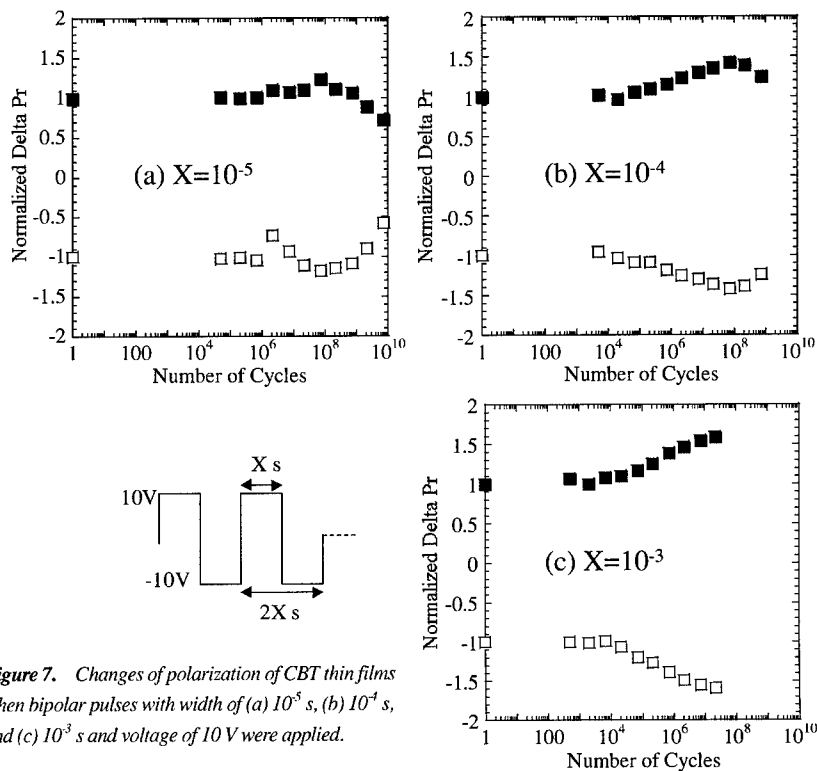 2
1.5
1
0.5
0
-0.5
-1
-1.5
-2
Normalized Delta Pr
(a) X=10⁻⁵
1 100 10⁴ 10⁶ 10⁸ 10¹⁰
Number of Cycles
2
1.5
1
0.5
0
-0.5
-1
-1.5
-2
Normalized Delta Pr
(b) X=10⁻⁴
1 100 10⁴ 10⁶ 10⁸ 10¹⁰
Number of Cycles
X s
10V
-10V
2X s
2
1.5
1
0.5
0
-0.5
-1
-1.5
-2
Normalized Delta Pr
(c) X=10⁻³
1 100 10⁴ 10⁶ 10⁸ 10¹⁰
Number of Cycles
igure 7. Changes of polarization of CBT thin films
hen bipolar pulses with width of (a) 10⁻⁵ s, (b) 10⁻⁴ s,
nd (c) 10⁻³ s and voltage of 10 V were applied.